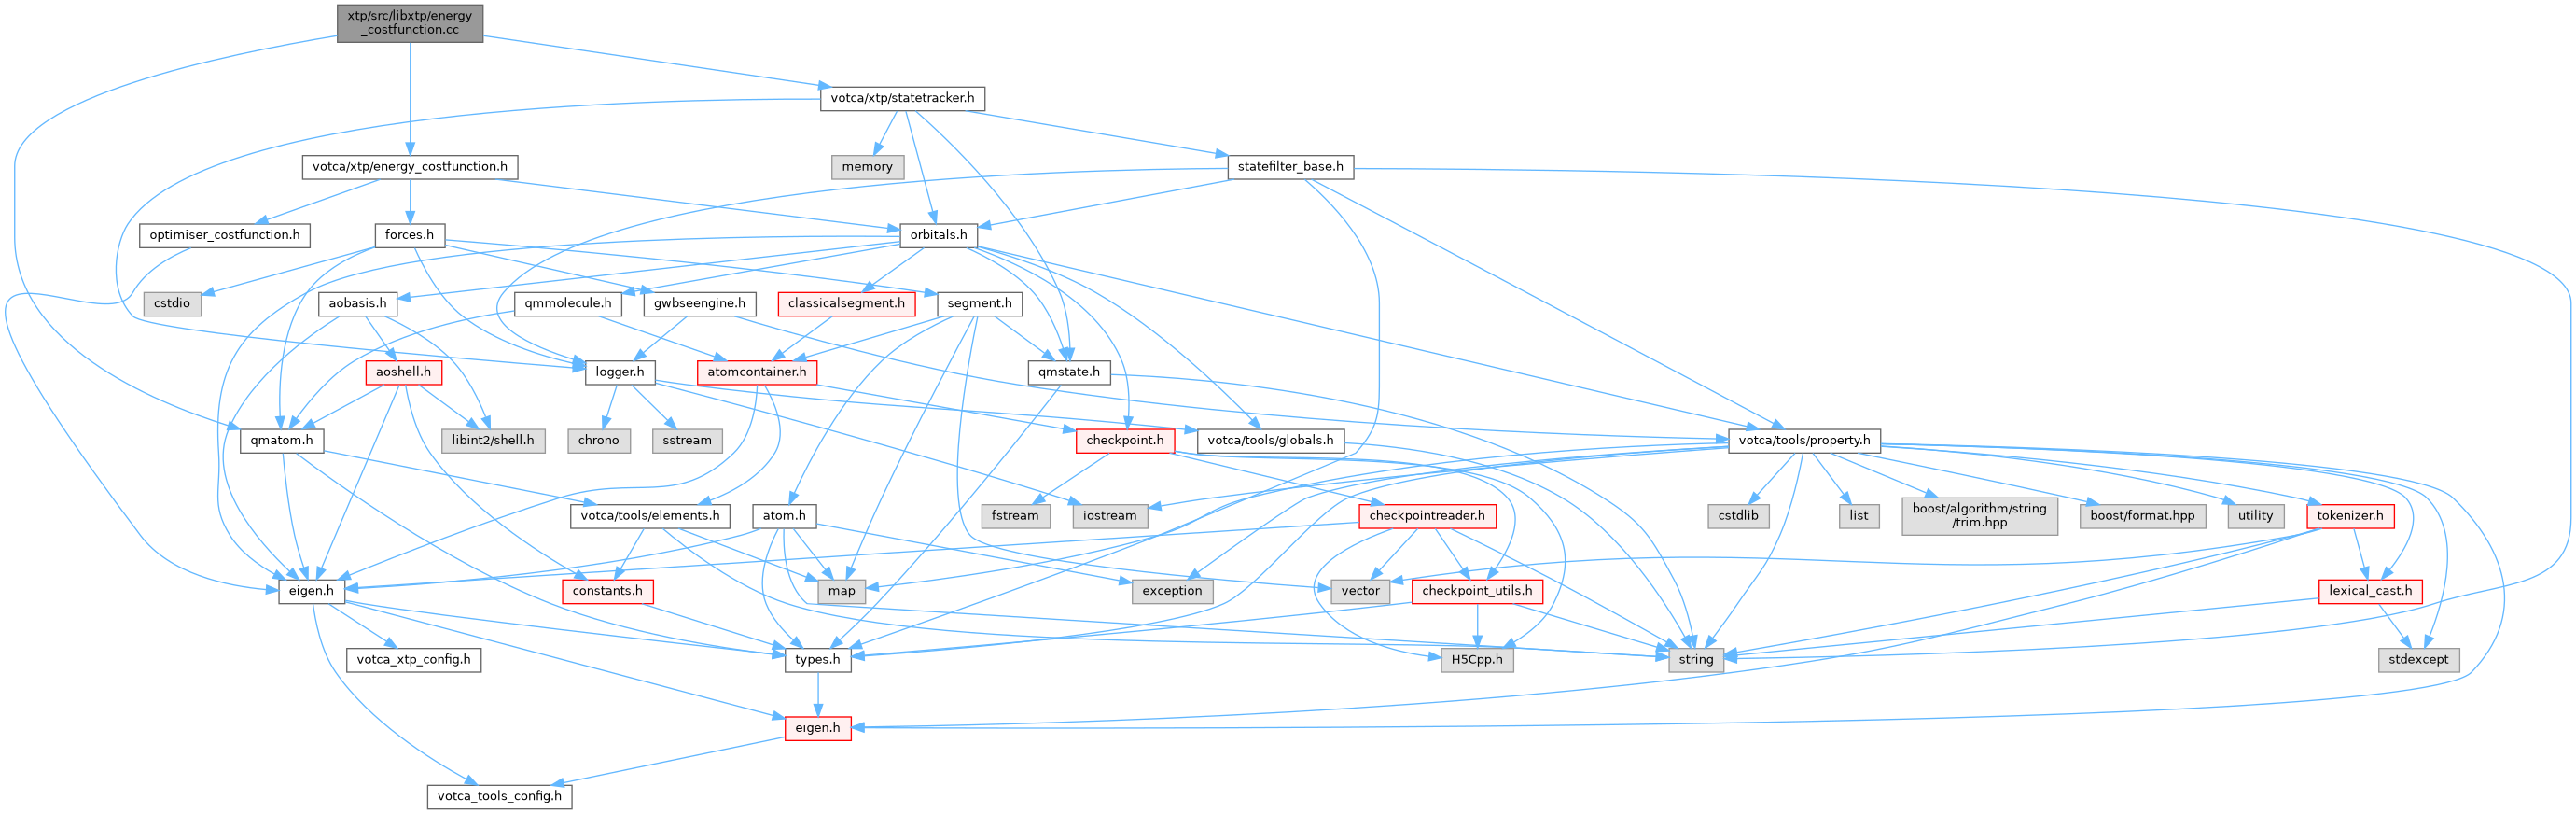 xtp/src/libxtp/energy
_costfunction.cc
votca/xtp/statetracker.h
votca/xtp/energy_costfunction.h
memory
statefilter_base.h
optimiser_costfunction.h
forces.h
orbitals.h
cstdio
aobasis.h
qmmolecule.h
gwbseengine.h
classicalsegment.h
segment.h
aoshell.h
logger.h
atomcontainer.h
qmstate.h
qmatom.h
libint2/shell.h
chrono
sstream
checkpoint.h
votca/tools/globals.h
votca/tools/property.h
votca/tools/elements.h
atom.h
fstream
iostream
checkpointreader.h
cstdlib
list
boost/algorithm/string
/trim.hpp
boost/format.hpp
utility
tokenizer.h
eigen.h
constants.h
map
exception
vector
checkpoint_utils.h
lexical_cast.h
votca_xtp_config.h
types.h
H5Cpp.h
string
stdexcept
eigen.h
votca_tools_config.h